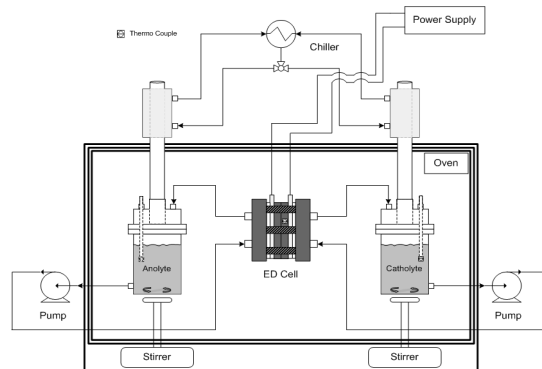 Power Supply
Thermo Couple
Chiller
Oven
Anolyte
ED Cell
Catholyte
Pump
Pump
Stirrer
Stirrer